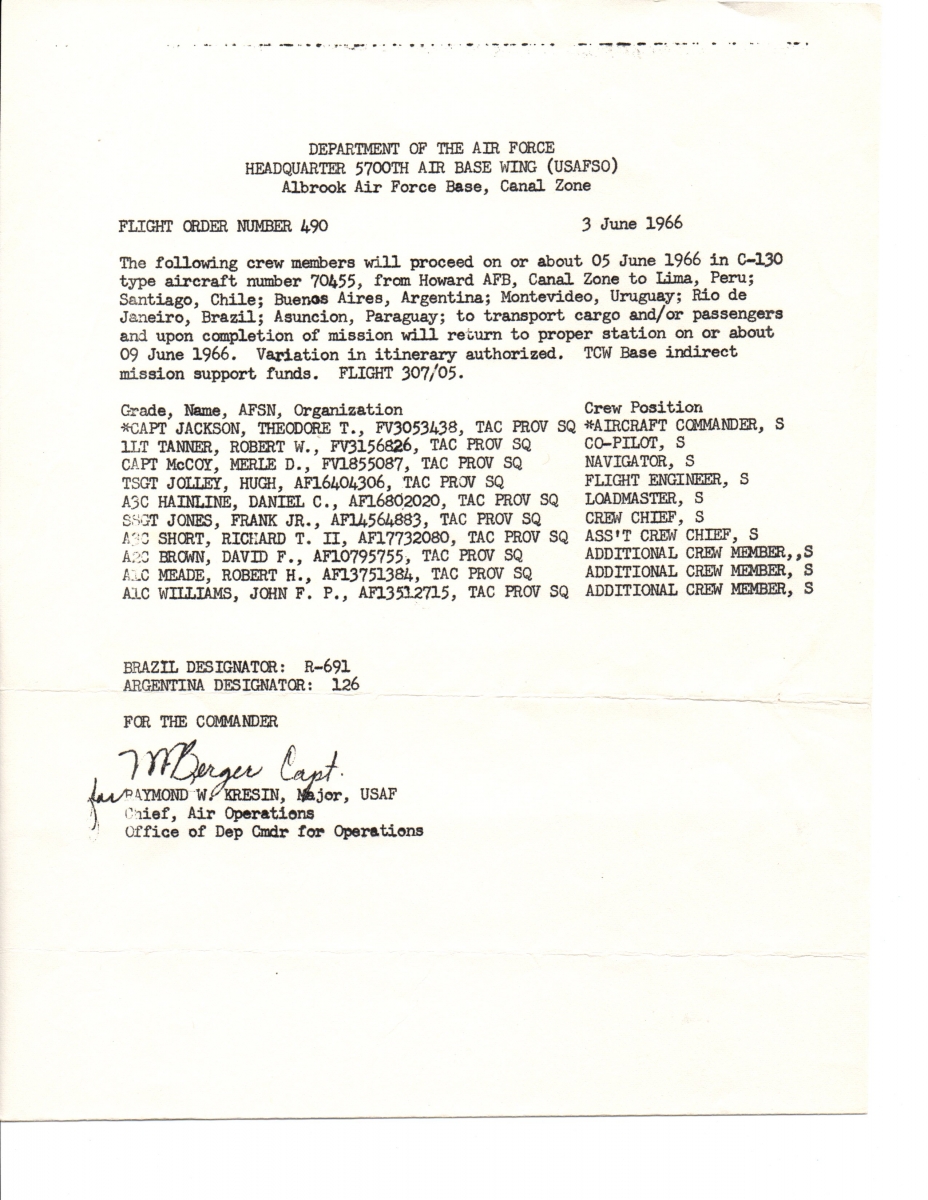 DEPARTMENT OF THE AIR FORCE
HEADQUARTER 5700TH AIR BASE WING (USAFSO)
Albrook Air Force Base, Canal Zone
FLIGHT ORDER NUMBER 490 3 June 1966
The following crew members will proceed on or about 05 June 1966 in C-130
type aircraft number 70455, from Howard AFB, Canal Zone to Lima, Peru;
Santiago, Chile; Buenos Aires, Argentina; Montevideo, Uruguay; Rio de
Janeiro, Brazil; Asuncion, Paraguay; to transport cargo and/or passengers
and upon completion of mission will return to proper station on or about
09 June 1966. Variation in itinerary authorized. TCW Base indirect
mission support funds. FLIGHT 307/05.
Grade, Name, AFSN, Organization Crew Position
*CAPT JACKSON, THEODORE T., FV3053438, TAC PROV SQ *AIRCRAFT COMMANDER, S
1LT TANNER, ROBERT W., FV3156826, TAC PROV SQ CO-PILOT, S
CAPT McCOY, MERLE D., FV1855087, TAC PROV SQ NAVIGATOR, S
TSGT JOLLEY, HUGH, AF16404306, TAC PROV SQ FLIGHT ENGINEER, S
A3C HAINLINE, DANIEL C., AF16802020, TAC PROV SQ LOADMASTER, S
SSGT JONES, FRANK JR., AF14564883, TAC PROV SQ CREW CHIEF, S
SHORT, RICHARD T. II, AF17732080, TAC PROV SQ ASS'T CREW CHIEF, S
A2C BROWN, DAVID F., AF10795755, TAC PROV SQ ADDITIONAL CREW MEMBER,,S
A1C MEADE, ROBERT H., AF13751384, TAC PROV SQ ADDITIONAL CREW MEMBER, S
A1C WILLIAMS, JOHN F. P., AF13512715, TAC PROV SQ ADDITIONAL CREW MEMBER, S
BRAZIL DESIGNATOR: R-691
ARGENTINA DESIGNATOR: 126
FOR THE COMMANDER
M Berger Capt.
for RAYMOND W. KRESIN, Major, USAF
Chief, Air Operations
Office of Dep Cmdr for Operations